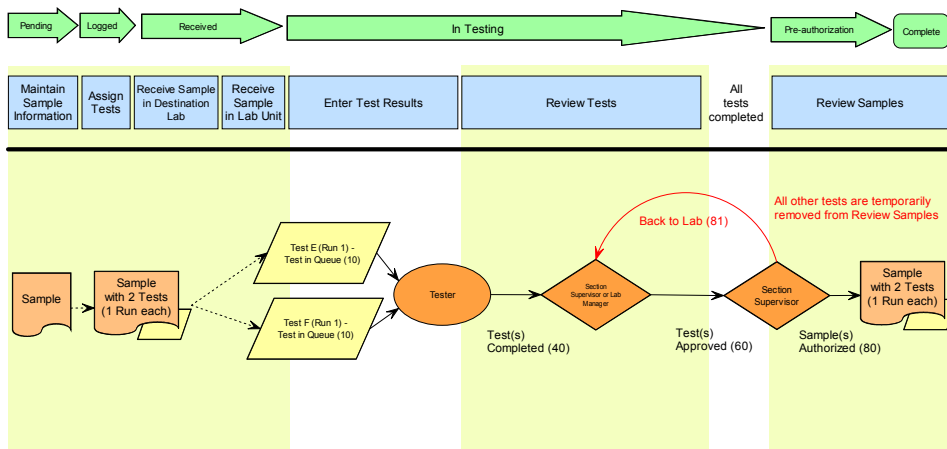 Pending
Logged
Received
In Testing
Pre-authorization
Complete
Maintain
Sample
Information
Assign
Tests
Receive Sample
in Destination
Lab
Receive
Sample
in Lab Unit
Enter Test Results
Review Tests
All
tests
completed
Review Samples
All other tests are temporarily
removed from Review Samples
Back to Lab (81)
Test E (Run 1) -
Test in Queue (10)
Sample
Sample
with 2 Tests
(1 Run each)
Test F (Run 1) -
Test in Queue (10)
Tester
Section
Supervisor or Lab
Manager
Section
Supervisor
Sample
with 2 Tests
(1 Run each)
Test(s)
Completed (40)
Test(s)
Approved (60)
Sample(s)
Authorized (80)